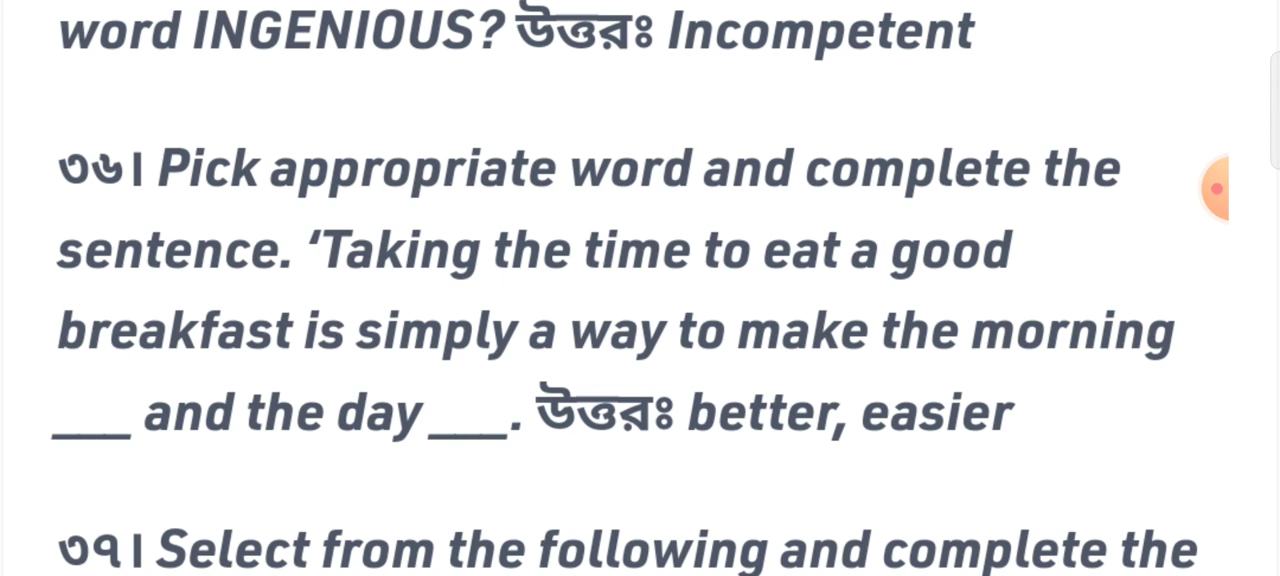 word INGENIOUS? উত্তরঃ Incompetent
৩৬। Pick appropriate word and complete the
sentence. ‘Taking the time to eat a good
breakfast is simply a way to make the morning
___ and the day ___. উত্তরঃ better, easier
৩৭। Select from the following and complete the